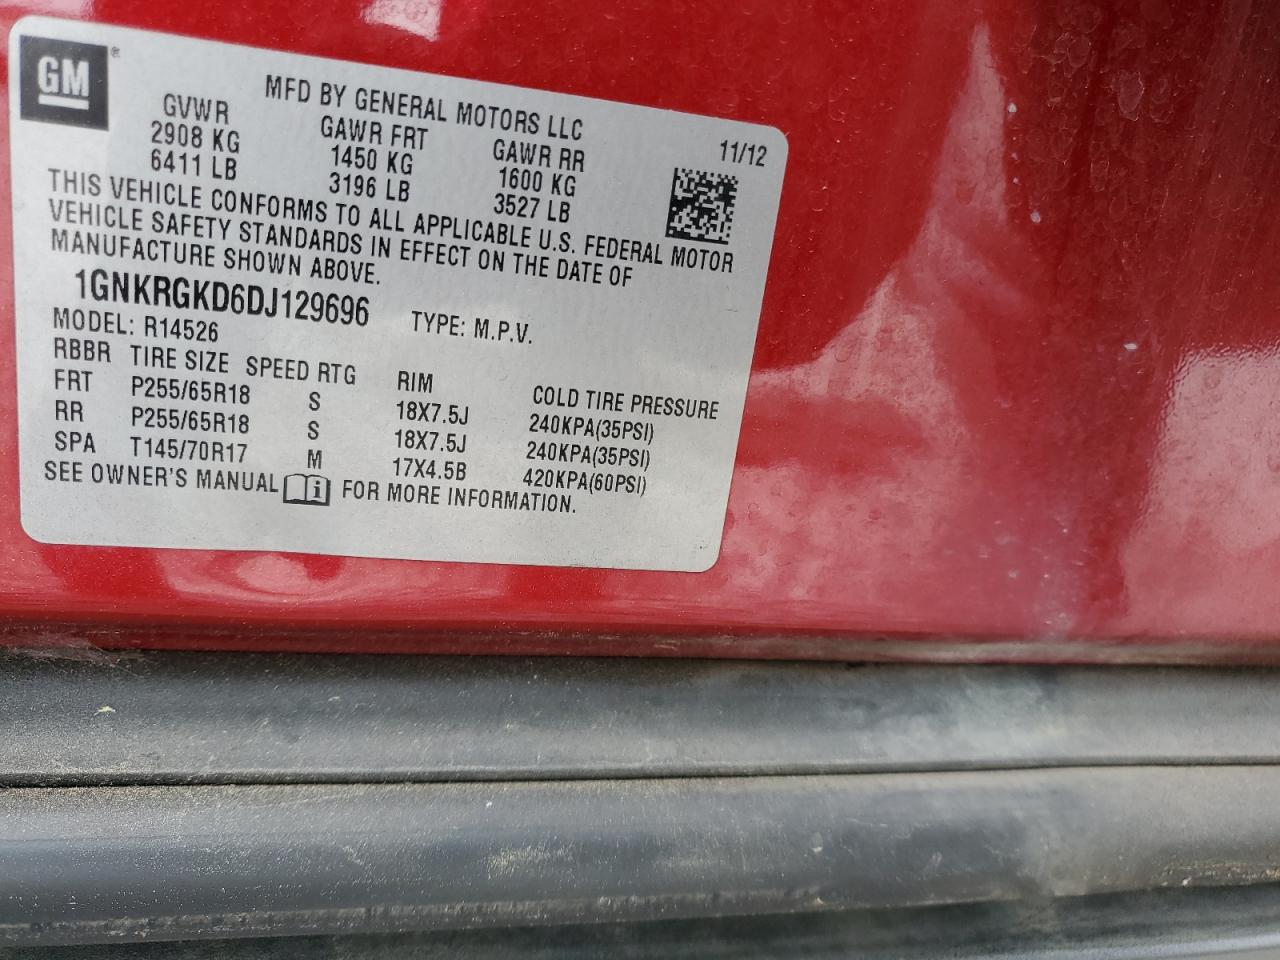 GM ®
MFD BY GENERAL MOTORS LLC
11/12
GVWR GAWR FRT GAWR RR
2908 KG 1450 KG 1600 KG
6411 LB 3196 LB 3527 LB
THIS VEHICLE CONFORMS TO ALL APPLICABLE U.S. FEDERAL MOTOR
VEHICLE SAFETY STANDARDS IN EFFECT ON THE DATE OF
MANUFACTURE SHOWN ABOVE.
1GNKRGKD6DJ129696 TYPE: M.P.V.
MODEL: R14526
RBBR TIRE SIZE SPEED RTG RIM COLD TIRE PRESSURE
FRT P255/65R18 S 18X7.5J 240KPA(35PSI)
RR P255/65R18 S 18X7.5J 240KPA(35PSI)
SPA T145/70R17 M 17X4.5B 420KPA(60PSI)
SEE OWNER'S MANUAL i FOR MORE INFORMATION.